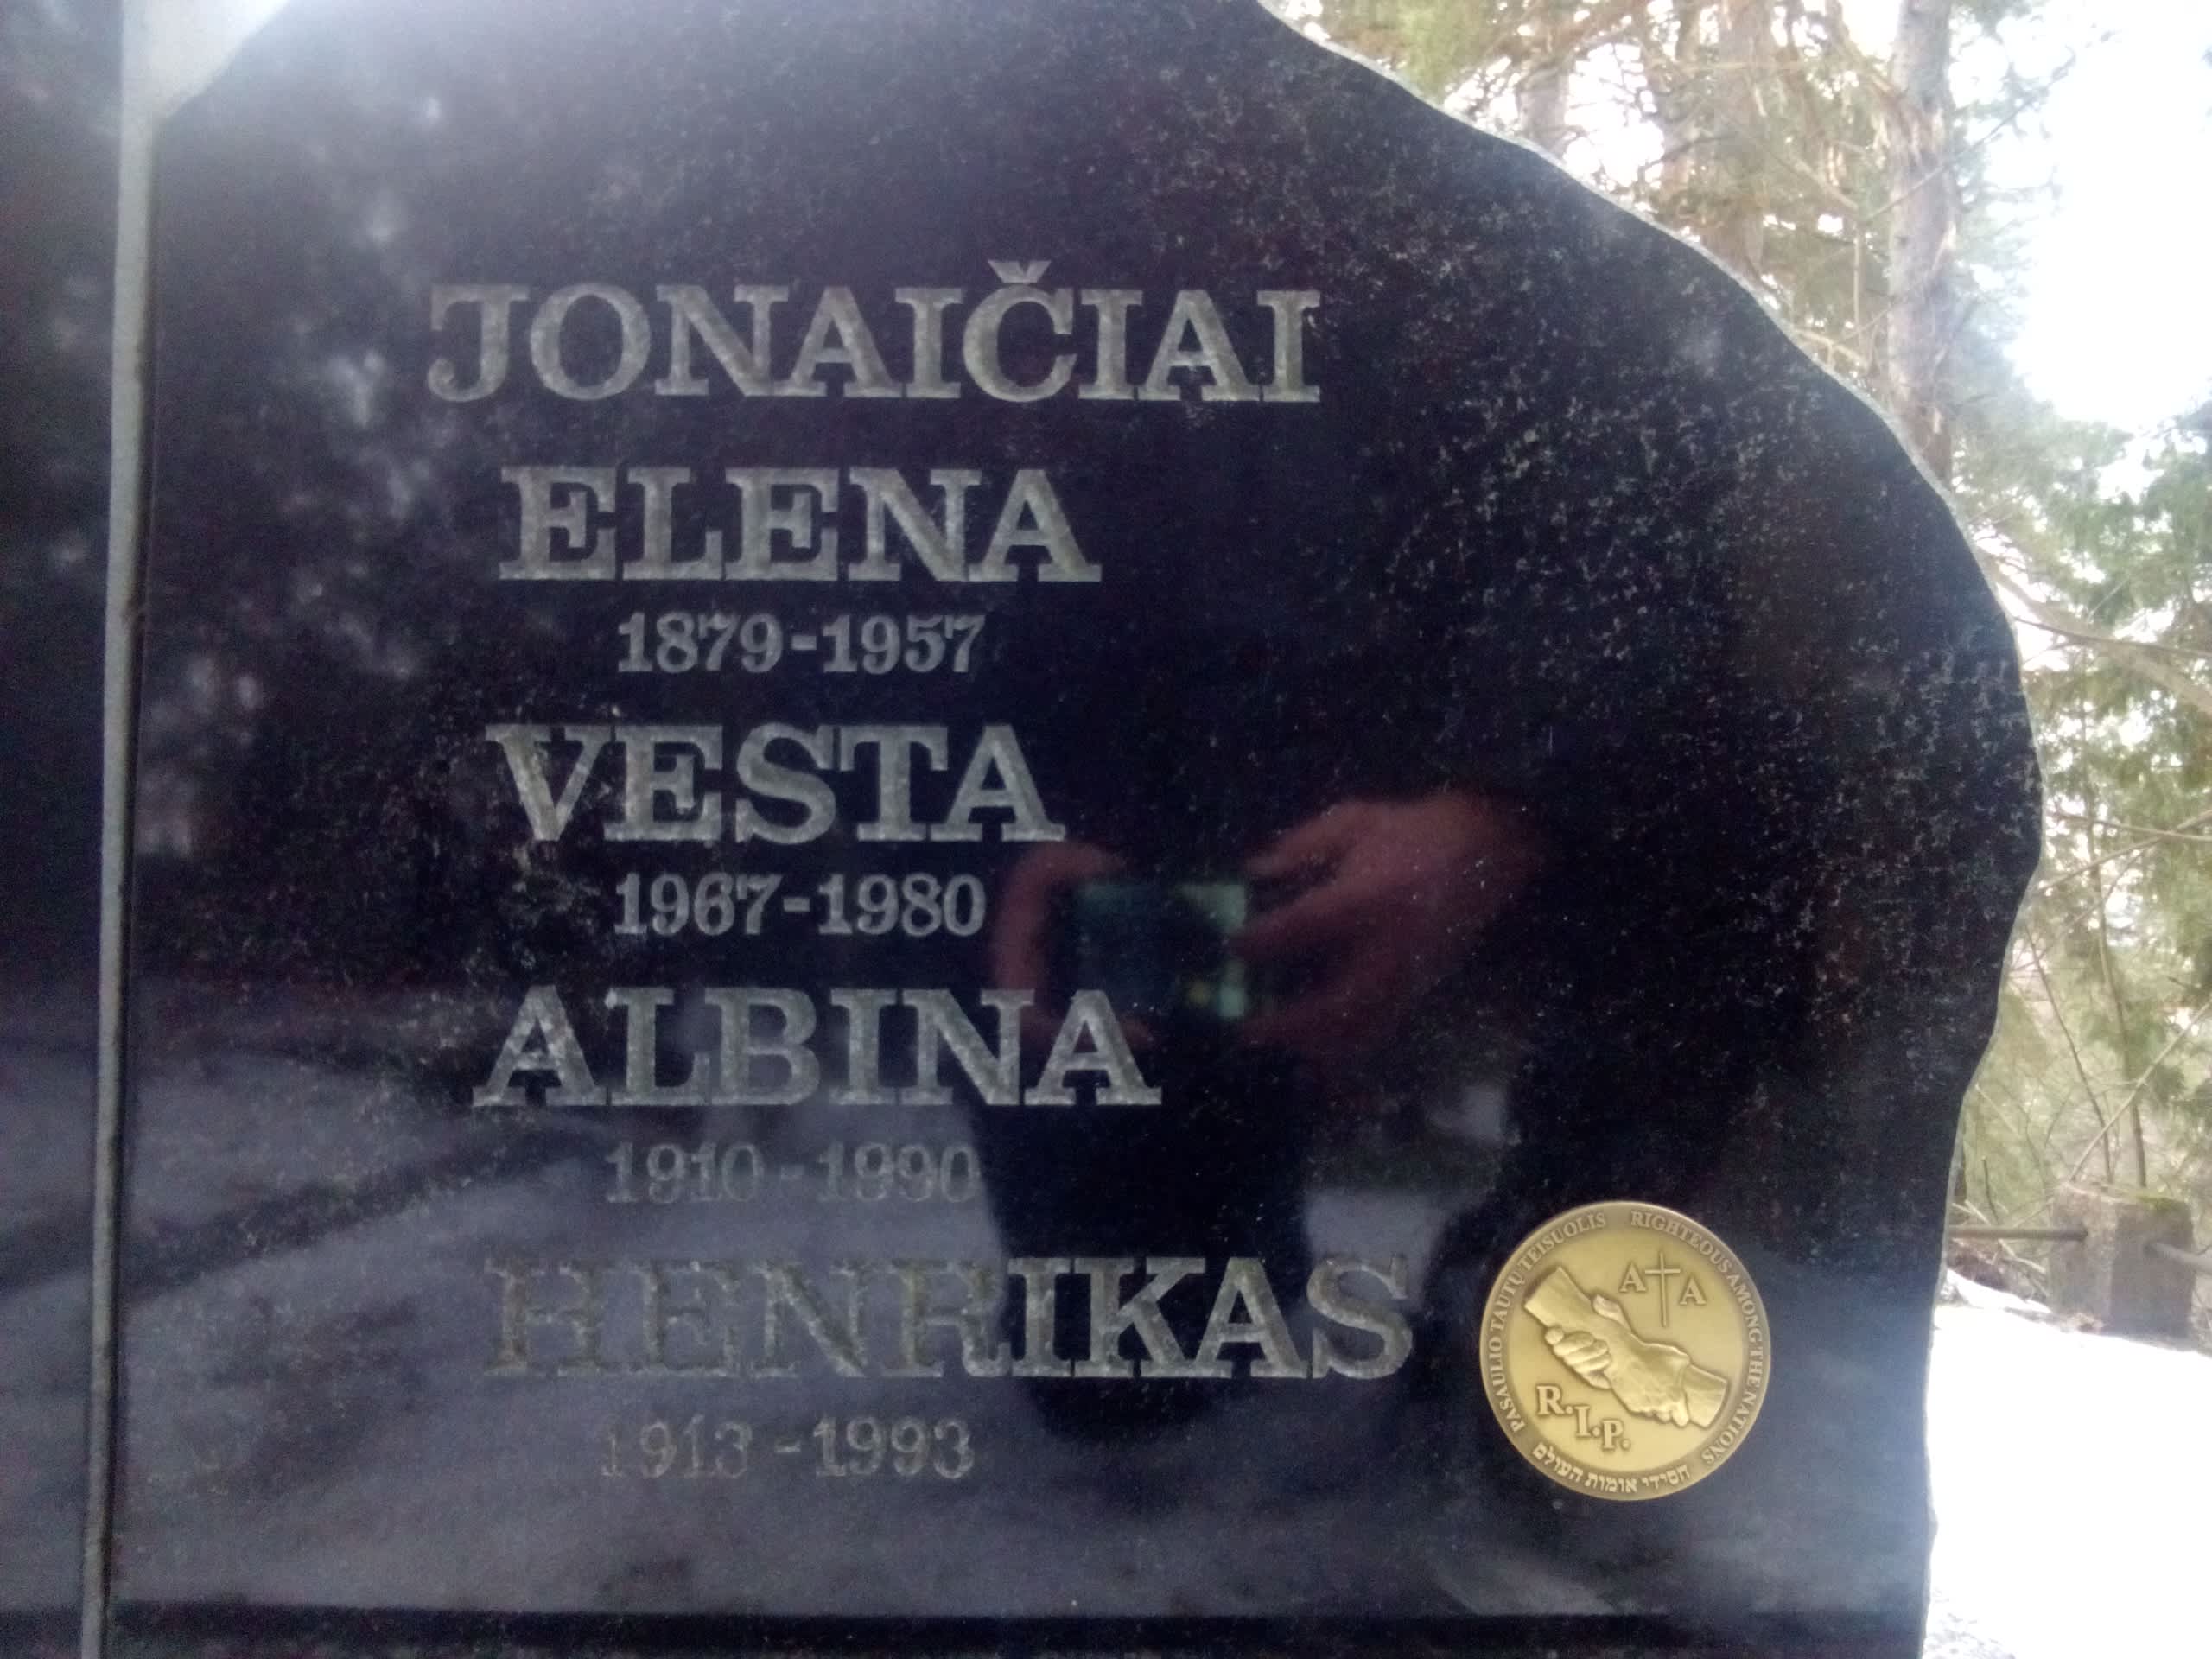 JONAIČIAI
ELENA
1879-1957
VESTA
1967-1980
ALBINA
1910-1990
HENRIKAS
1913-1993
PASAULIO TAUTŲ TEISUOLIS RIGHTEOUS AMONG THE NATIONS
A A
R.I.P.
חסידי אומות העולם